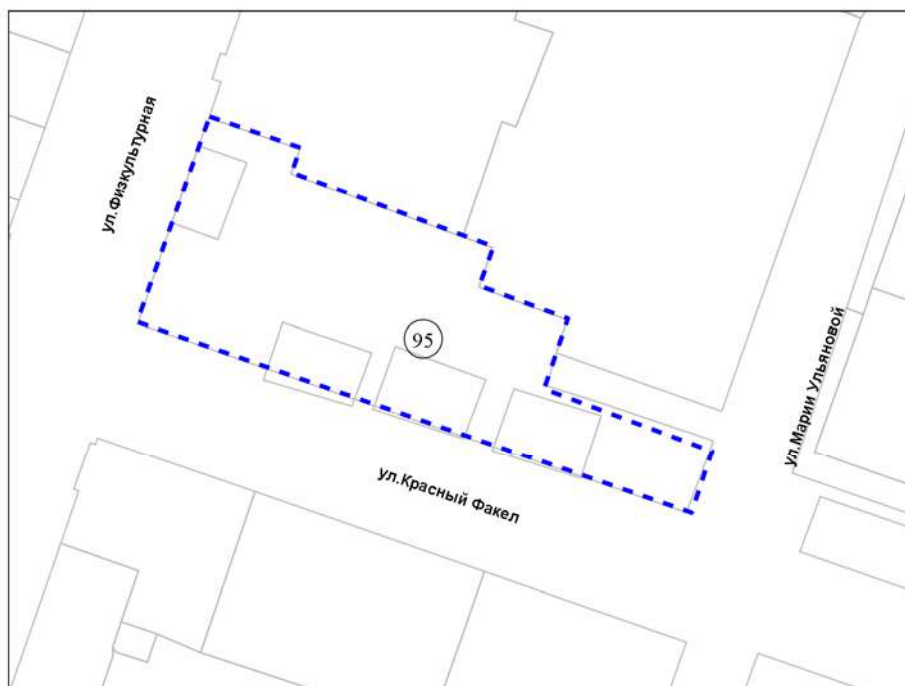 ул.Физкультурная
95
ул.Марии Ульяновой
ул.Красный Факел